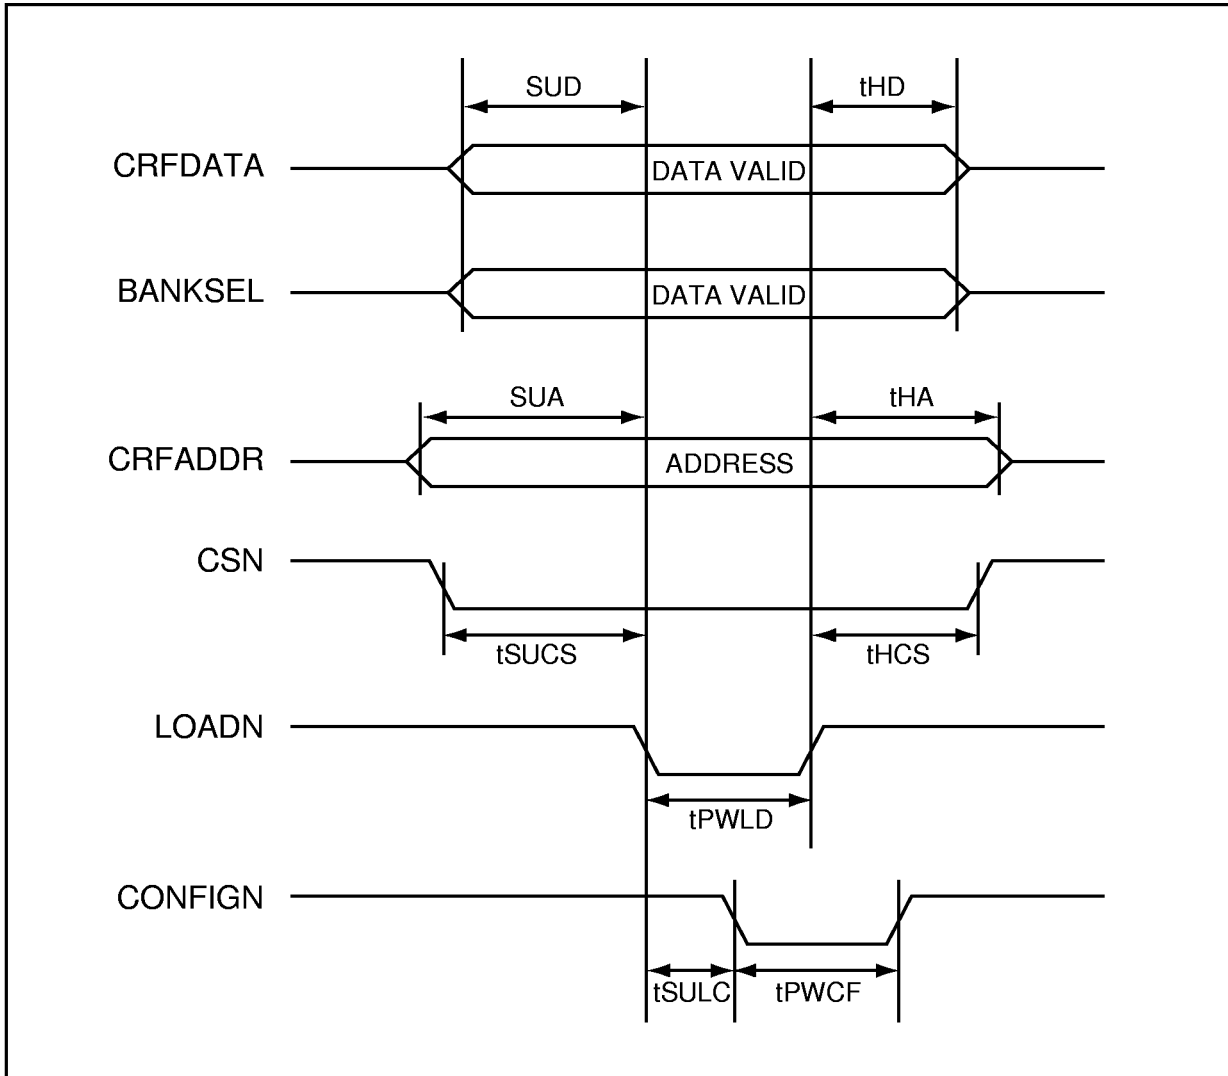 SUD tHD
CRFDATA DATA VALID
BANKSEL DATA VALID
SUA tHA
CRFADDR ADDRESS
CSN
tSUCS tHCS
LOADN
tPWLD
CONFIGN
tSULC tPWCF